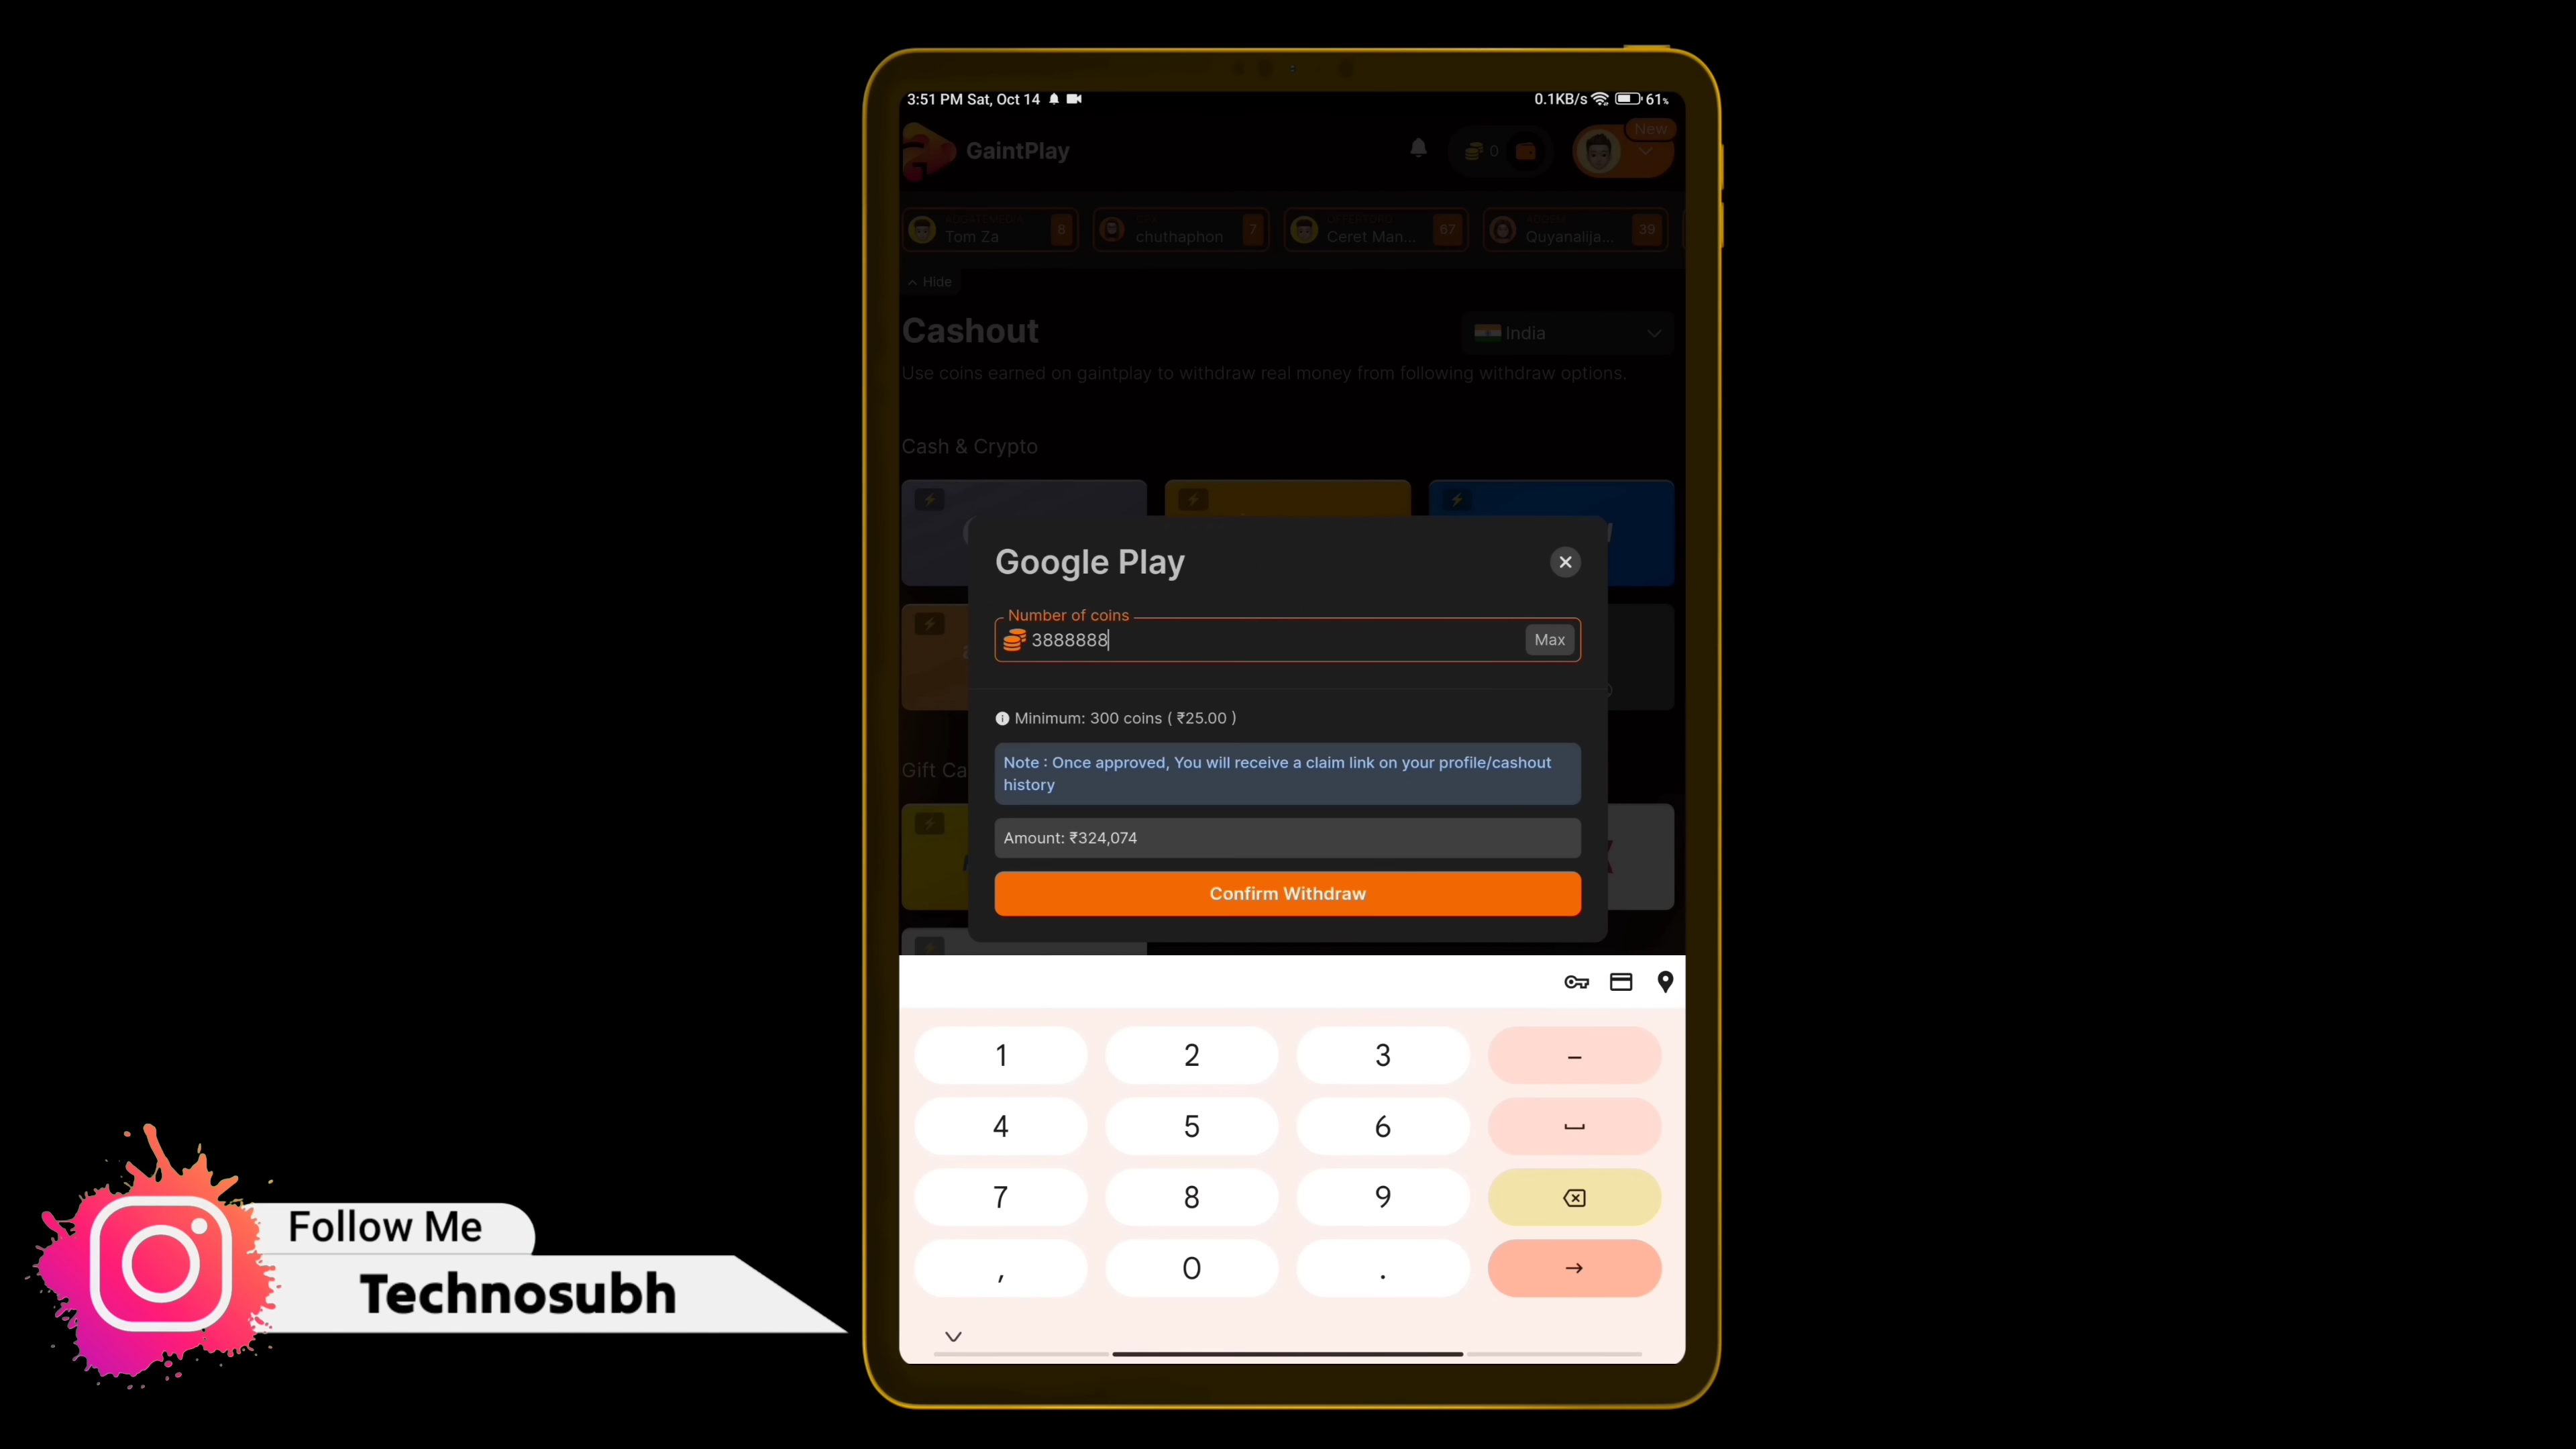 3:51 PM Sat, Oct 14
0.1KB/s 61%
GaintPlay
0
New
Tom Za 8
chuthaphon 7
Ceret Man... 67
Quyanalija... 39
Hide
Cashout
India
Use coins earned on gaintplay to withdraw real money from following withdraw options.
Cash & Crypto
Google Play
Number of coins
3888888
Max
Minimum: 300 coins ( ₹25.00 )
Note : Once approved, You will receive a claim link on your profile/cashout
history
Gift Ca
Amount: ₹324,074
Confirm Withdraw
1 2 3 –
4 5 6
7 8 9
, 0 .
Follow Me
Technosubh